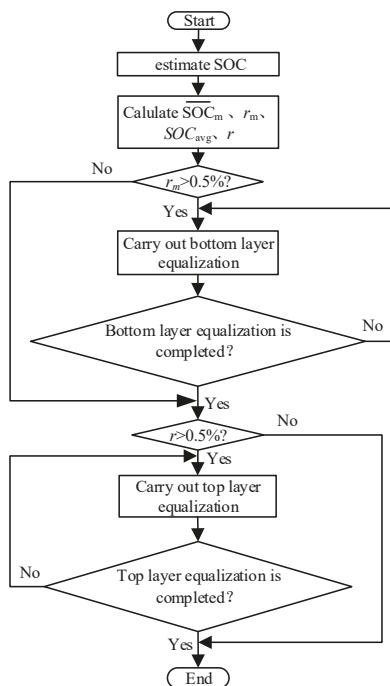 Start
estimate SOC
Calulate SOCm 、rm、
SOCavg、r
No
rm>0.5%?
Yes
Carry out bottom layer
equalization
Bottom layer equalization is
completed?
No
Yes
r>0.5%?
No
Yes
Carry out top layer
equalization
No
Top layer equalization is
completed?
Yes
End